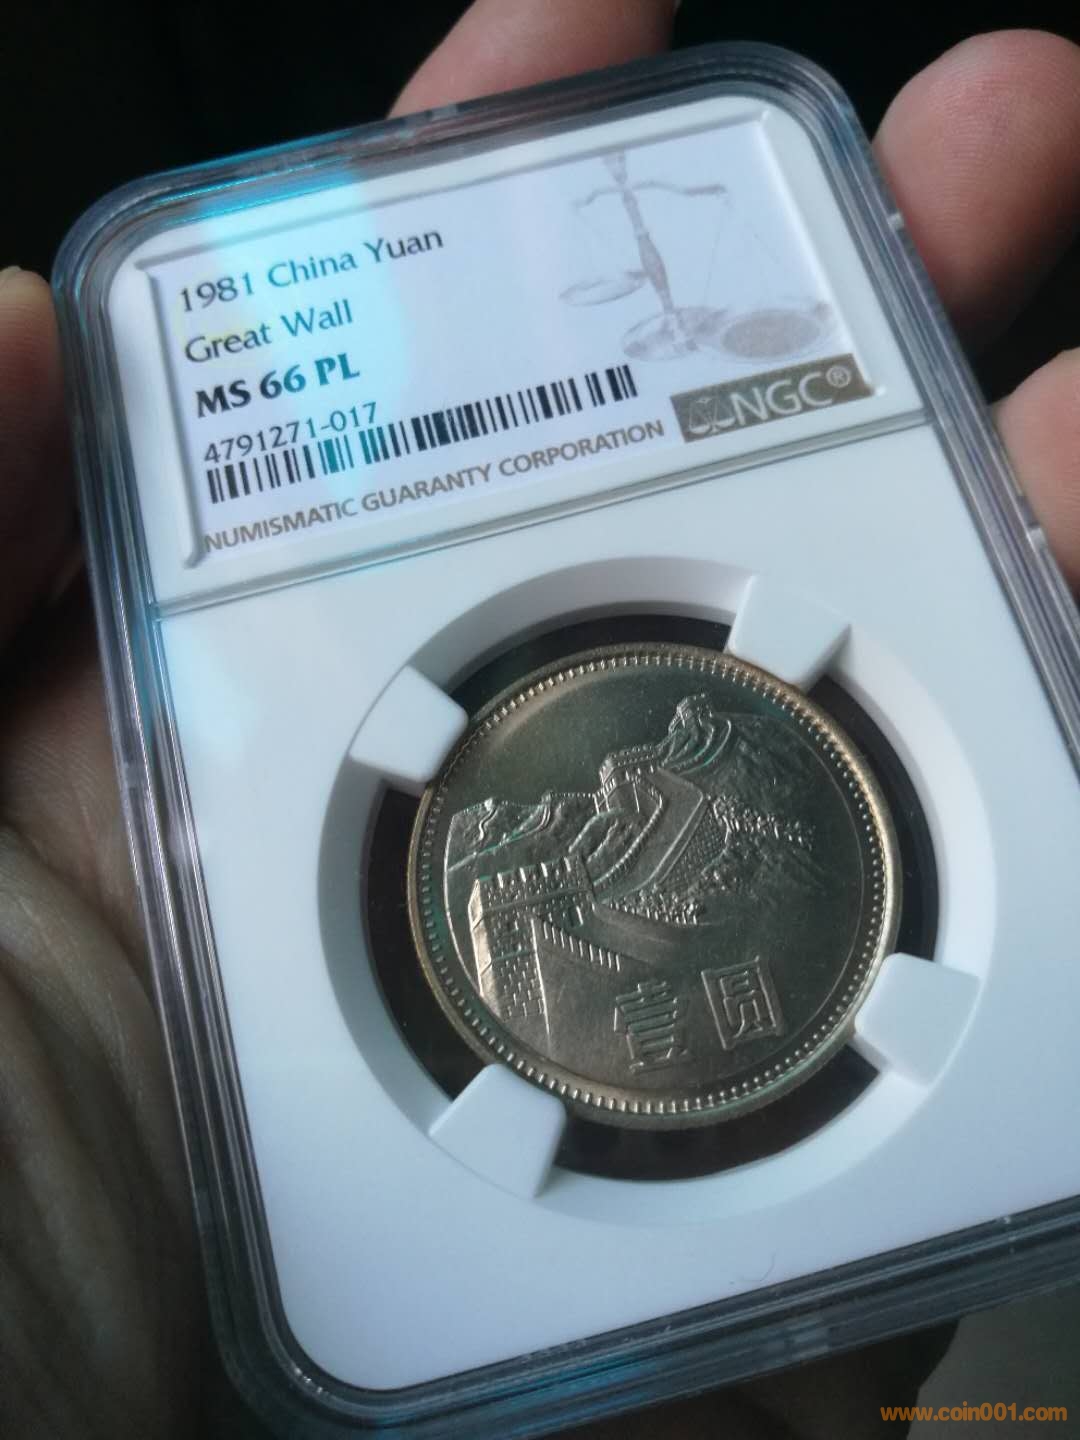 1981 China Yuan
Great Wall
MS 66 PL
4791271-017
NGC®
NUMISMATIC GUARANTY CORPORATION
壹圆
www.coin001.com